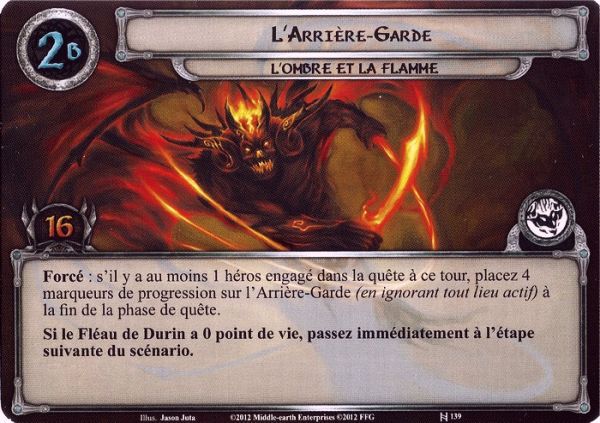 2B
L'ARRIÈRE-GARDE
L'OMBRE ET LA FLAMME
16
Forcé : s'il y a au moins 1 héros engagé dans la quête à ce tour, placez 4
marqueurs de progression sur l'Arrière-Garde (en ignorant tout lieu actif) à
la fin de la phase de quête.
Si le Fléau de Durin a 0 point de vie, passez immédiatement à l'étape
suivante du scénario.
Illus. Jason Juta ©2012 Middle-earth Enterprises ©2012 FFG 139